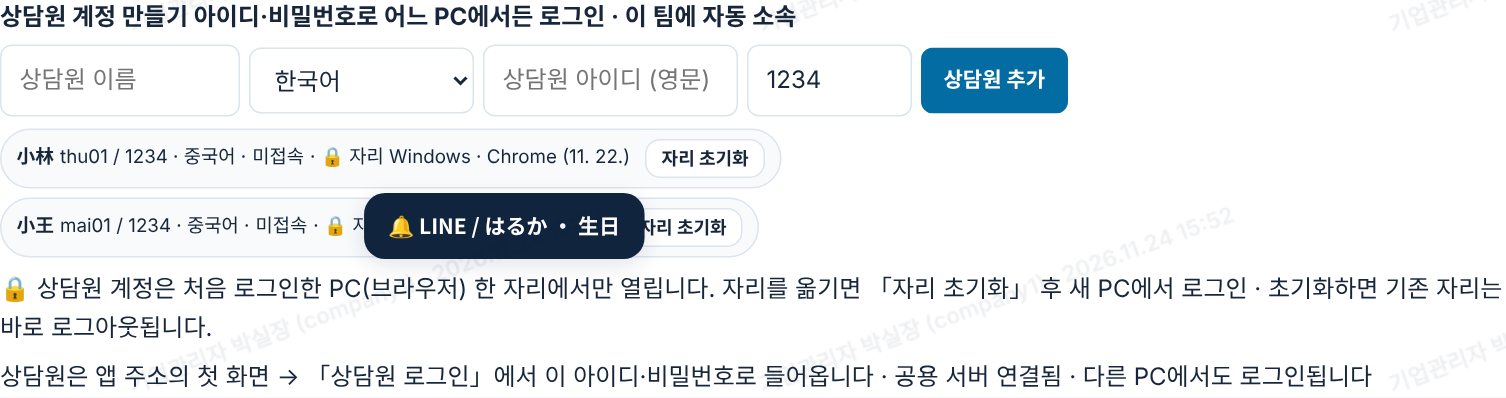 상담원 계정 만들기 아이디·비밀번호로 어느 PC에서든 로그인 · 이 팀에 자동 소속
상담원 이름 한국어 상담원 아이디 (영문) 1234 상담원 추가
小林 thu01 / 1234 · 중국어 · 미접속 · 🔒 자리 Windows · Chrome (11. 22.) 자리 초기화
小王 mai01 / 1234 · 중국어 · 미접속 · 🔒 자리 초기화
🔔 LINE / はるか ・ 生日
🔒 상담원 계정은 처음 로그인한 PC(브라우저) 한 자리에서만 열립니다. 자리를 옮기면 「자리 초기화」 후 새 PC에서 로그인 · 초기화하면 기존 자리는
바로 로그아웃됩니다.
상담원은 앱 주소의 첫 화면 → 「상담원 로그인」에서 이 아이디·비밀번호로 들어옵니다 · 공용 서버 연결됨 · 다른 PC에서도 로그인됩니다